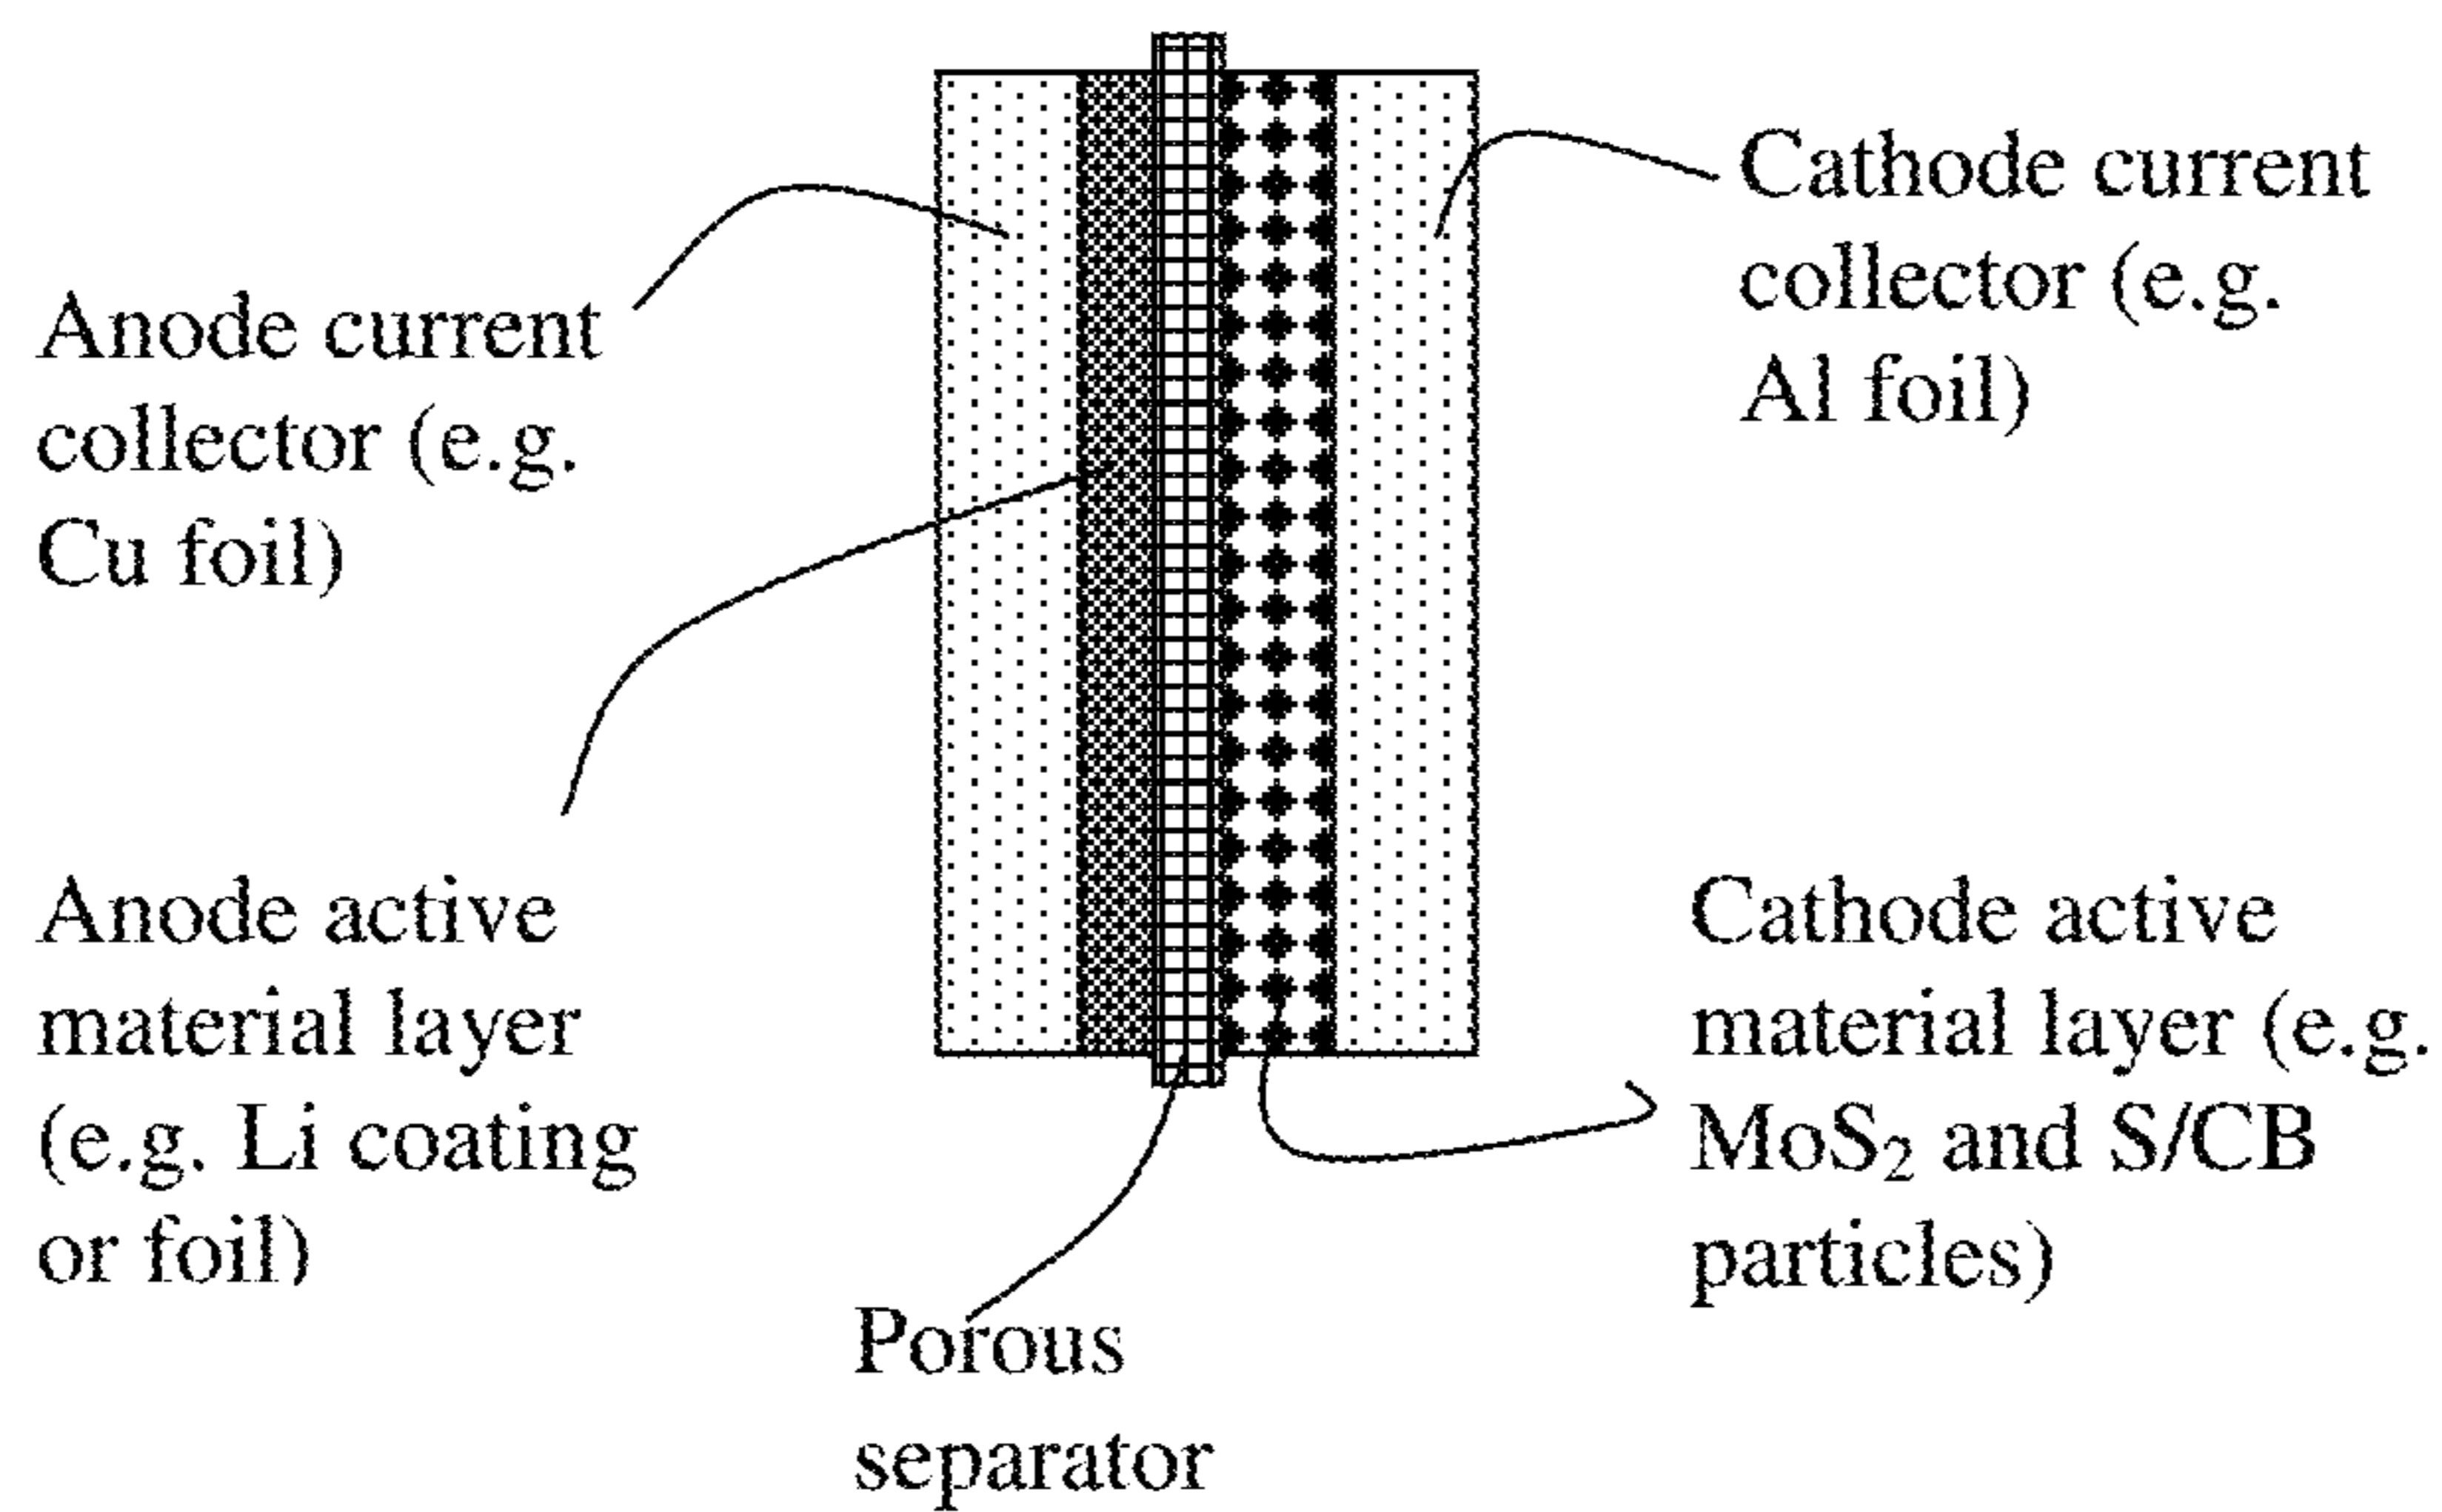 Anode current
collector (e.g.
Cu foil)
Anode active
material layer
(e.g. Li coating
or foil)
Porous
separator
Cathode current
collector (e.g.
Al foil)
Cathode active
material layer (e.g.
MoS₂ and S/CB
particles)